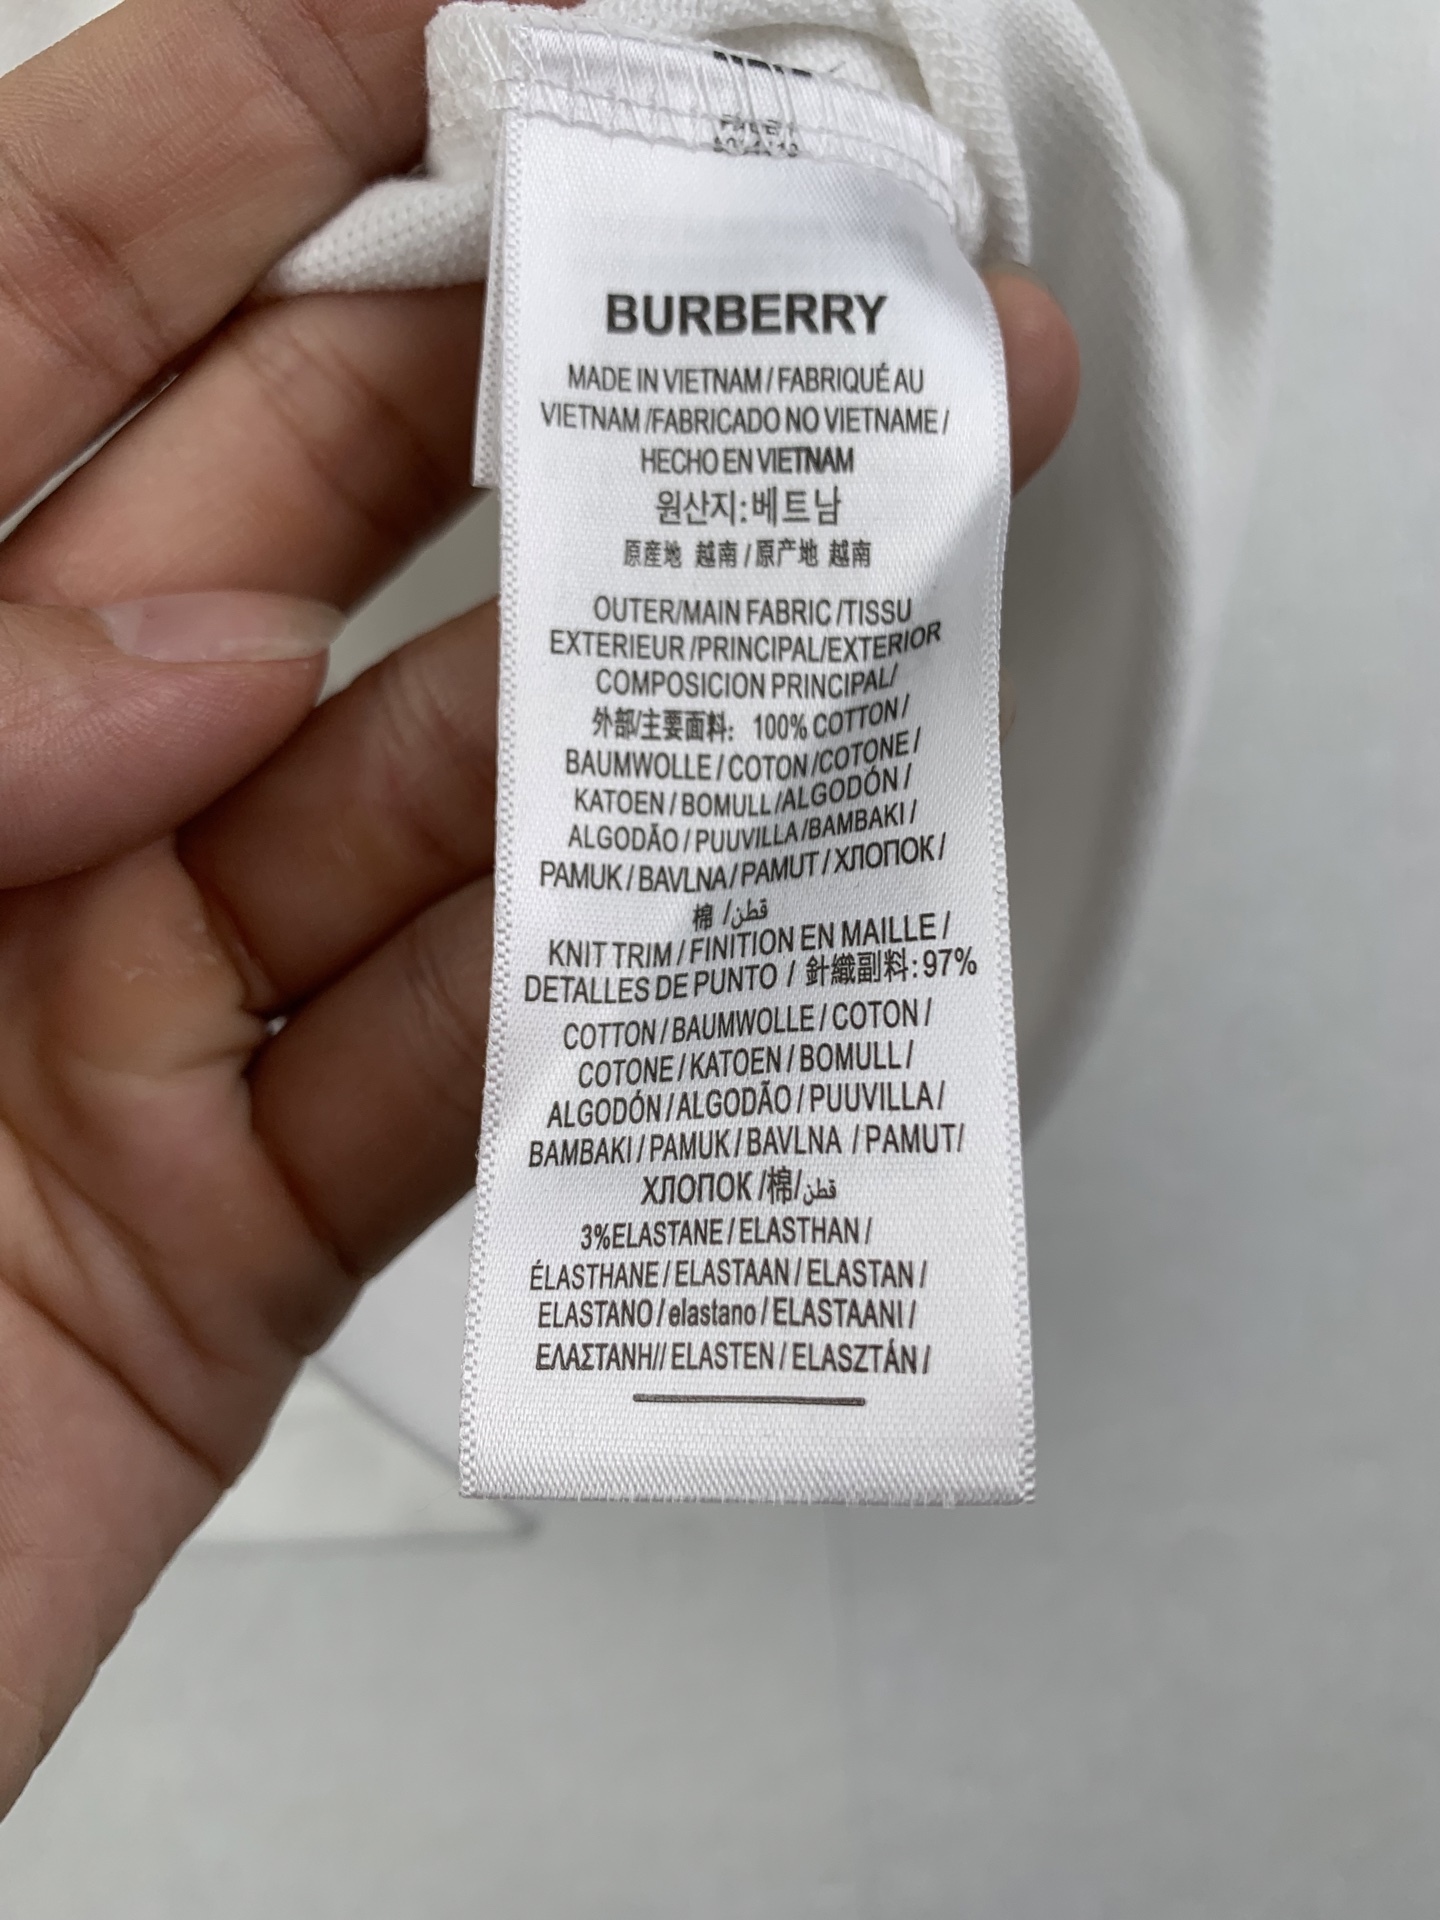 BURBERRY
MADE IN VIETNAM / FABRIQUÉ AU
VIETNAM /FABRICADO NO VIETNAME /
HECHO EN VIETNAM
원산지:베트남
原産地 越南 / 原产地 越南
OUTER/MAIN FABRIC /TISSU
EXTERIEUR /PRINCIPAL/EXTERIOR
COMPOSICION PRINCIPAL/
外部/主要面料: 100% COTTON /
BAUMWOLLE / COTON /COTONE /
KATOEN / BOMULL /ALGODÓN /
ALGODÃO / PUUVILLA /BAMBAKI /
PAMUK / BAVLNA / PAMUT / ХЛОПОК /
棉 /قطن
KNIT TRIM / FINITION EN MAILLE /
DETALLES DE PUNTO / 針織副料: 97%
COTTON / BAUMWOLLE / COTON /
COTONE / KATOEN / BOMULL /
ALGODÓN / ALGODÃO / PUUVILLA /
BAMBAKI / PAMUK / BAVLNA / PAMUT/
ХЛОПОК /棉/قطن
3%ELASTANE / ELASTHAN /
ÉLASTHANE / ELASTAAN / ELASTAN /
ELASTANO / elastano / ELASTAANI /
ΕΛΑΣΤΑΝΗ// ELASTEN / ELASZTÁN /